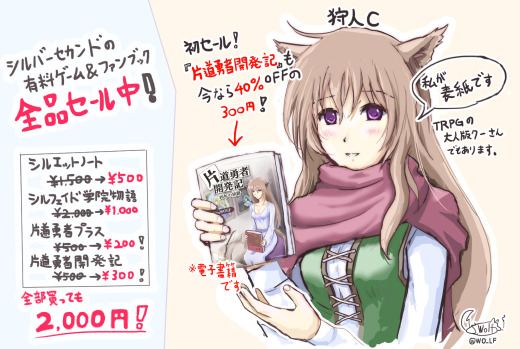 シルバーセカンドの
有料ゲーム&ファンブック
全品セール中!
シルエットノート
¥1,500→¥500
シルフェイド学院物語
¥2,000→¥1,000
片道勇者プラス
¥500→¥200!
片道勇者開発記
¥500→¥300!
全部買っても
2,000円!
狩人C
初セール!
『片道勇者開発記』も
今なら40%OFFの
300円!
私が
表紙です
TRPGの
大人版クーさん
でもあります。
片道勇者
開発記
※電子書籍
です
Wolf
@WO_LF